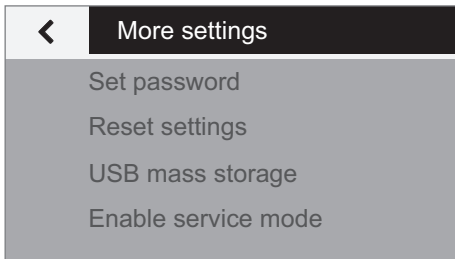 More settings
Set password
Reset settings
USB mass storage
Enable service mode